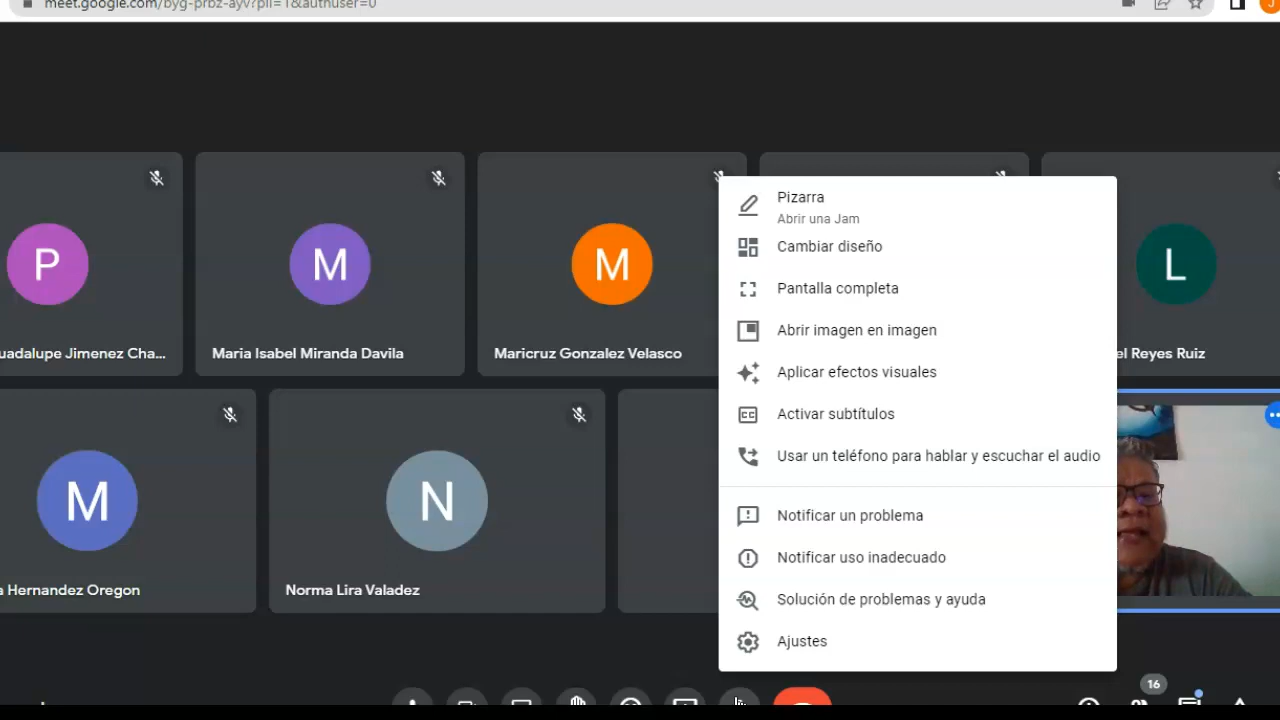 meet.google.com/byg-prbz-ayv?pli=1&authuser=0
J
P
M
M
L
uadalupe Jimenez Cha...
Maria Isabel Miranda Davila
Maricruz Gonzalez Velasco
el Reyes Ruiz
Pizarra
Abrir una Jam
Cambiar diseño
Pantalla completa
Abrir imagen en imagen
Aplicar efectos visuales
CC Activar subtítulos
Usar un teléfono para hablar y escuchar el audio
Notificar un problema
Notificar uso inadecuado
Solución de problemas y ayuda
Ajustes
M
N
a Hernandez Oregon
Norma Lira Valadez
16